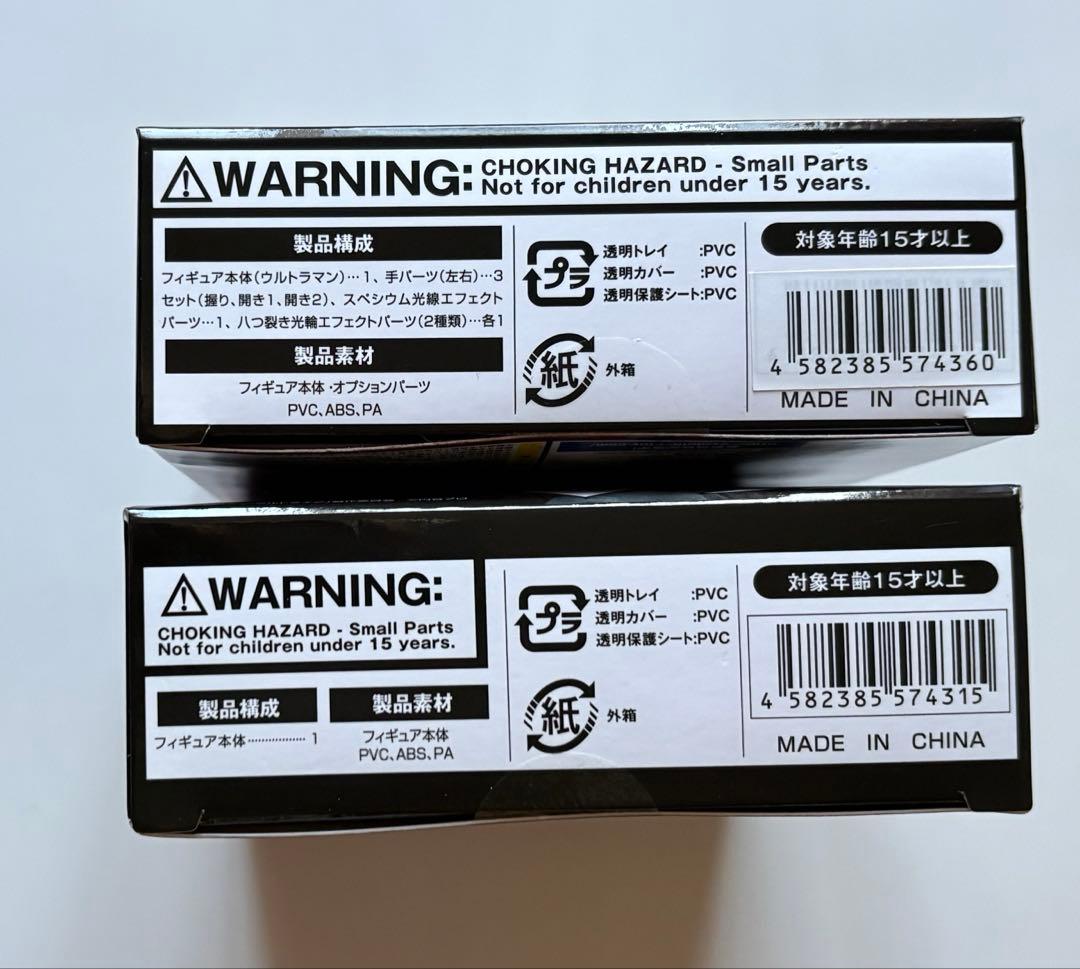 WARNING:
CHOKING HAZARD - Small Parts
Not for children under 15 years.
製品構成
フィギュア本体(ウルトラマン)…1、手パーツ(左右)…3
セット(握り、開き1、開き2)、スペシウム光線エフェクト
パーツ…1、八つ裂き光輪エフェクトパーツ(2種類)…各1
製品素材
フィギュア本体・オプションパーツ
PVC、ABS、PA
プラ
透明トレイ :PVC
透明カバー :PVC
透明保護シート:PVC
紙
外箱
対象年齢15才以上
4 582385 574360
MADE IN CHINA
WARNING:
CHOKING HAZARD - Small Parts
Not for children under 15 years.
製品構成
フィギュア本体………………1
製品素材
フィギュア本体
PVC、ABS、PA
プラ
透明トレイ :PVC
透明カバー :PVC
透明保護シート:PVC
紙
外箱
対象年齢15才以上
4 582385 574315
MADE IN CHINA